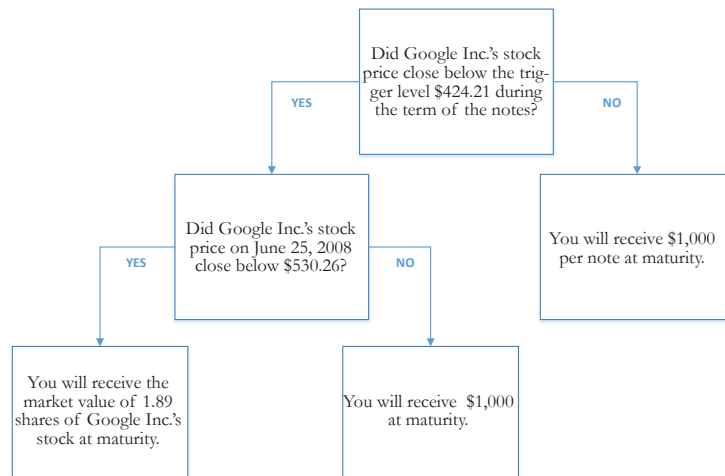 Did Google Inc.'s stock
price close below the trig-
ger level $424.21 during
the term of the notes?
YES
NO
Did Google Inc.'s stock
price on June 25, 2008
close below $530.26?
You will receive $1,000
per note at maturity.
YES
NO
You will receive the
market value of 1.89
shares of Google Inc.'s
stock at maturity.
You will receive $1,000
at maturity.